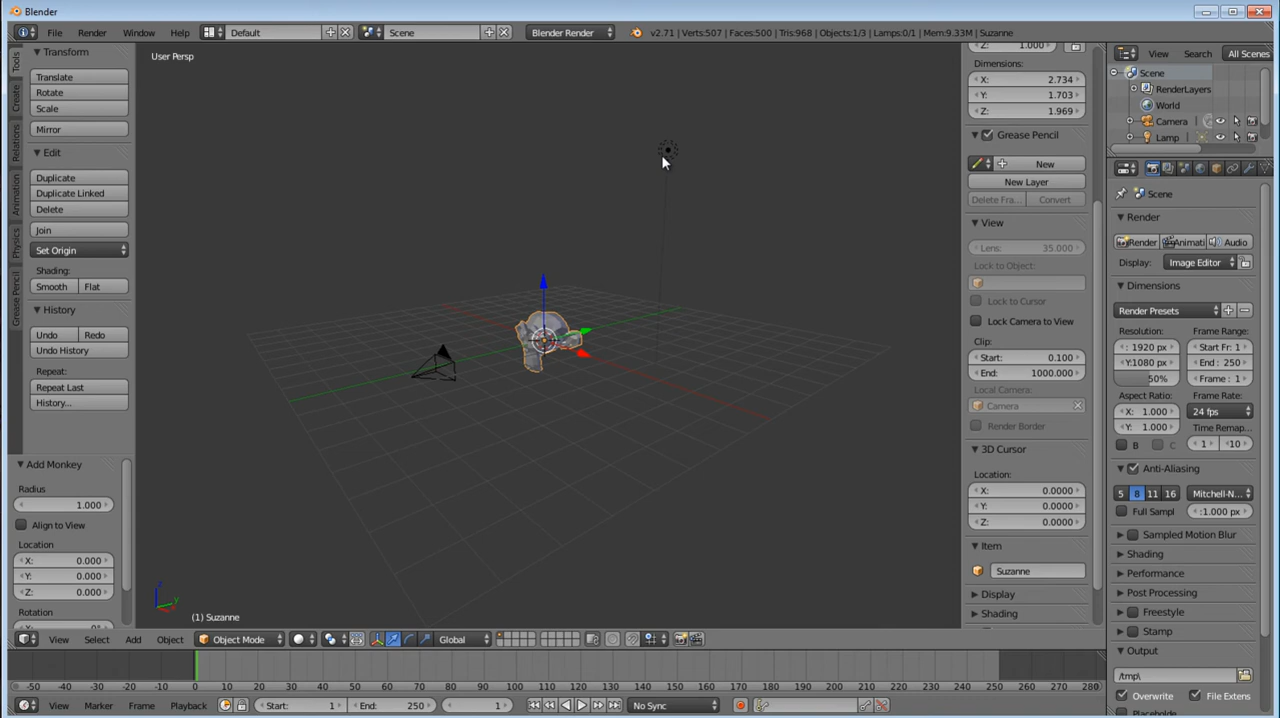 Blender
File Render Window Help Default Scene Blender Render v2.71 | Verts:507 | Faces:500 | Tris:968 | Objects:1/3 | Lamps:0/1 | Mem:9.33M | Suzanne
Tools
Create
Relations
Animation
Physics
Grease Pencil
Transform
Translate
Rotate
Scale
Mirror
Edit
Duplicate
Duplicate Linked
Delete
Join
Set Origin
Shading:
Smooth Flat
History
Undo Redo
Undo History
Repeat:
Repeat Last
History...
Add Monkey
Radius
1.000
Align to View
Location
X: 0.000
Y: 0.000
Z: 0.000
Rotation
User Persp
(1) Suzanne
Z: 1.000
Dimensions:
X: 2.734
Y: 1.703
Z: 1.969
Grease Pencil
New
New Layer
Delete Fra... Convert
View
Lens: 35.000
Lock to Object:
Lock to Cursor
Lock Camera to View
Clip:
Start: 0.100
End: 1000.000
Local Camera:
Camera
Render Border
3D Cursor
Location:
X: 0.0000
Y: 0.0000
Z: 0.0000
Item
Suzanne
Display
Shading
View Search All Scenes
Scene
RenderLayers
World
Camera
Lamp
Scene
Render
Render Animati Audio
Display: Image Editor
Dimensions
Render Presets
Resolution: Frame Range:
: 1920 px Start Fr: 1
Y:1080 px End : 250
50% Frame : 1
Aspect Ratio: Frame Rate:
X: 1.000 24 fps
Y: 1.000 Time Remap...
B C 1 10
Anti-Aliasing
5 8 11 16 Mitchell-N...
Full Sampl :1.000 px
Sampled Motion Blur
Shading
Performance
Post Processing
Freestyle
Stamp
Output
/tmp\
Overwrite File Extens
View Select Add Object Object Mode Global
-50 -40 -30 -20 -10 0 10 20 30 40 50 60 70 80 90 100 110 120 130 140 150 160 170 180 190 200 210 220 230 240 250 260 270 280
View Marker Frame Playback Start: 1 End: 250 1 No Sync